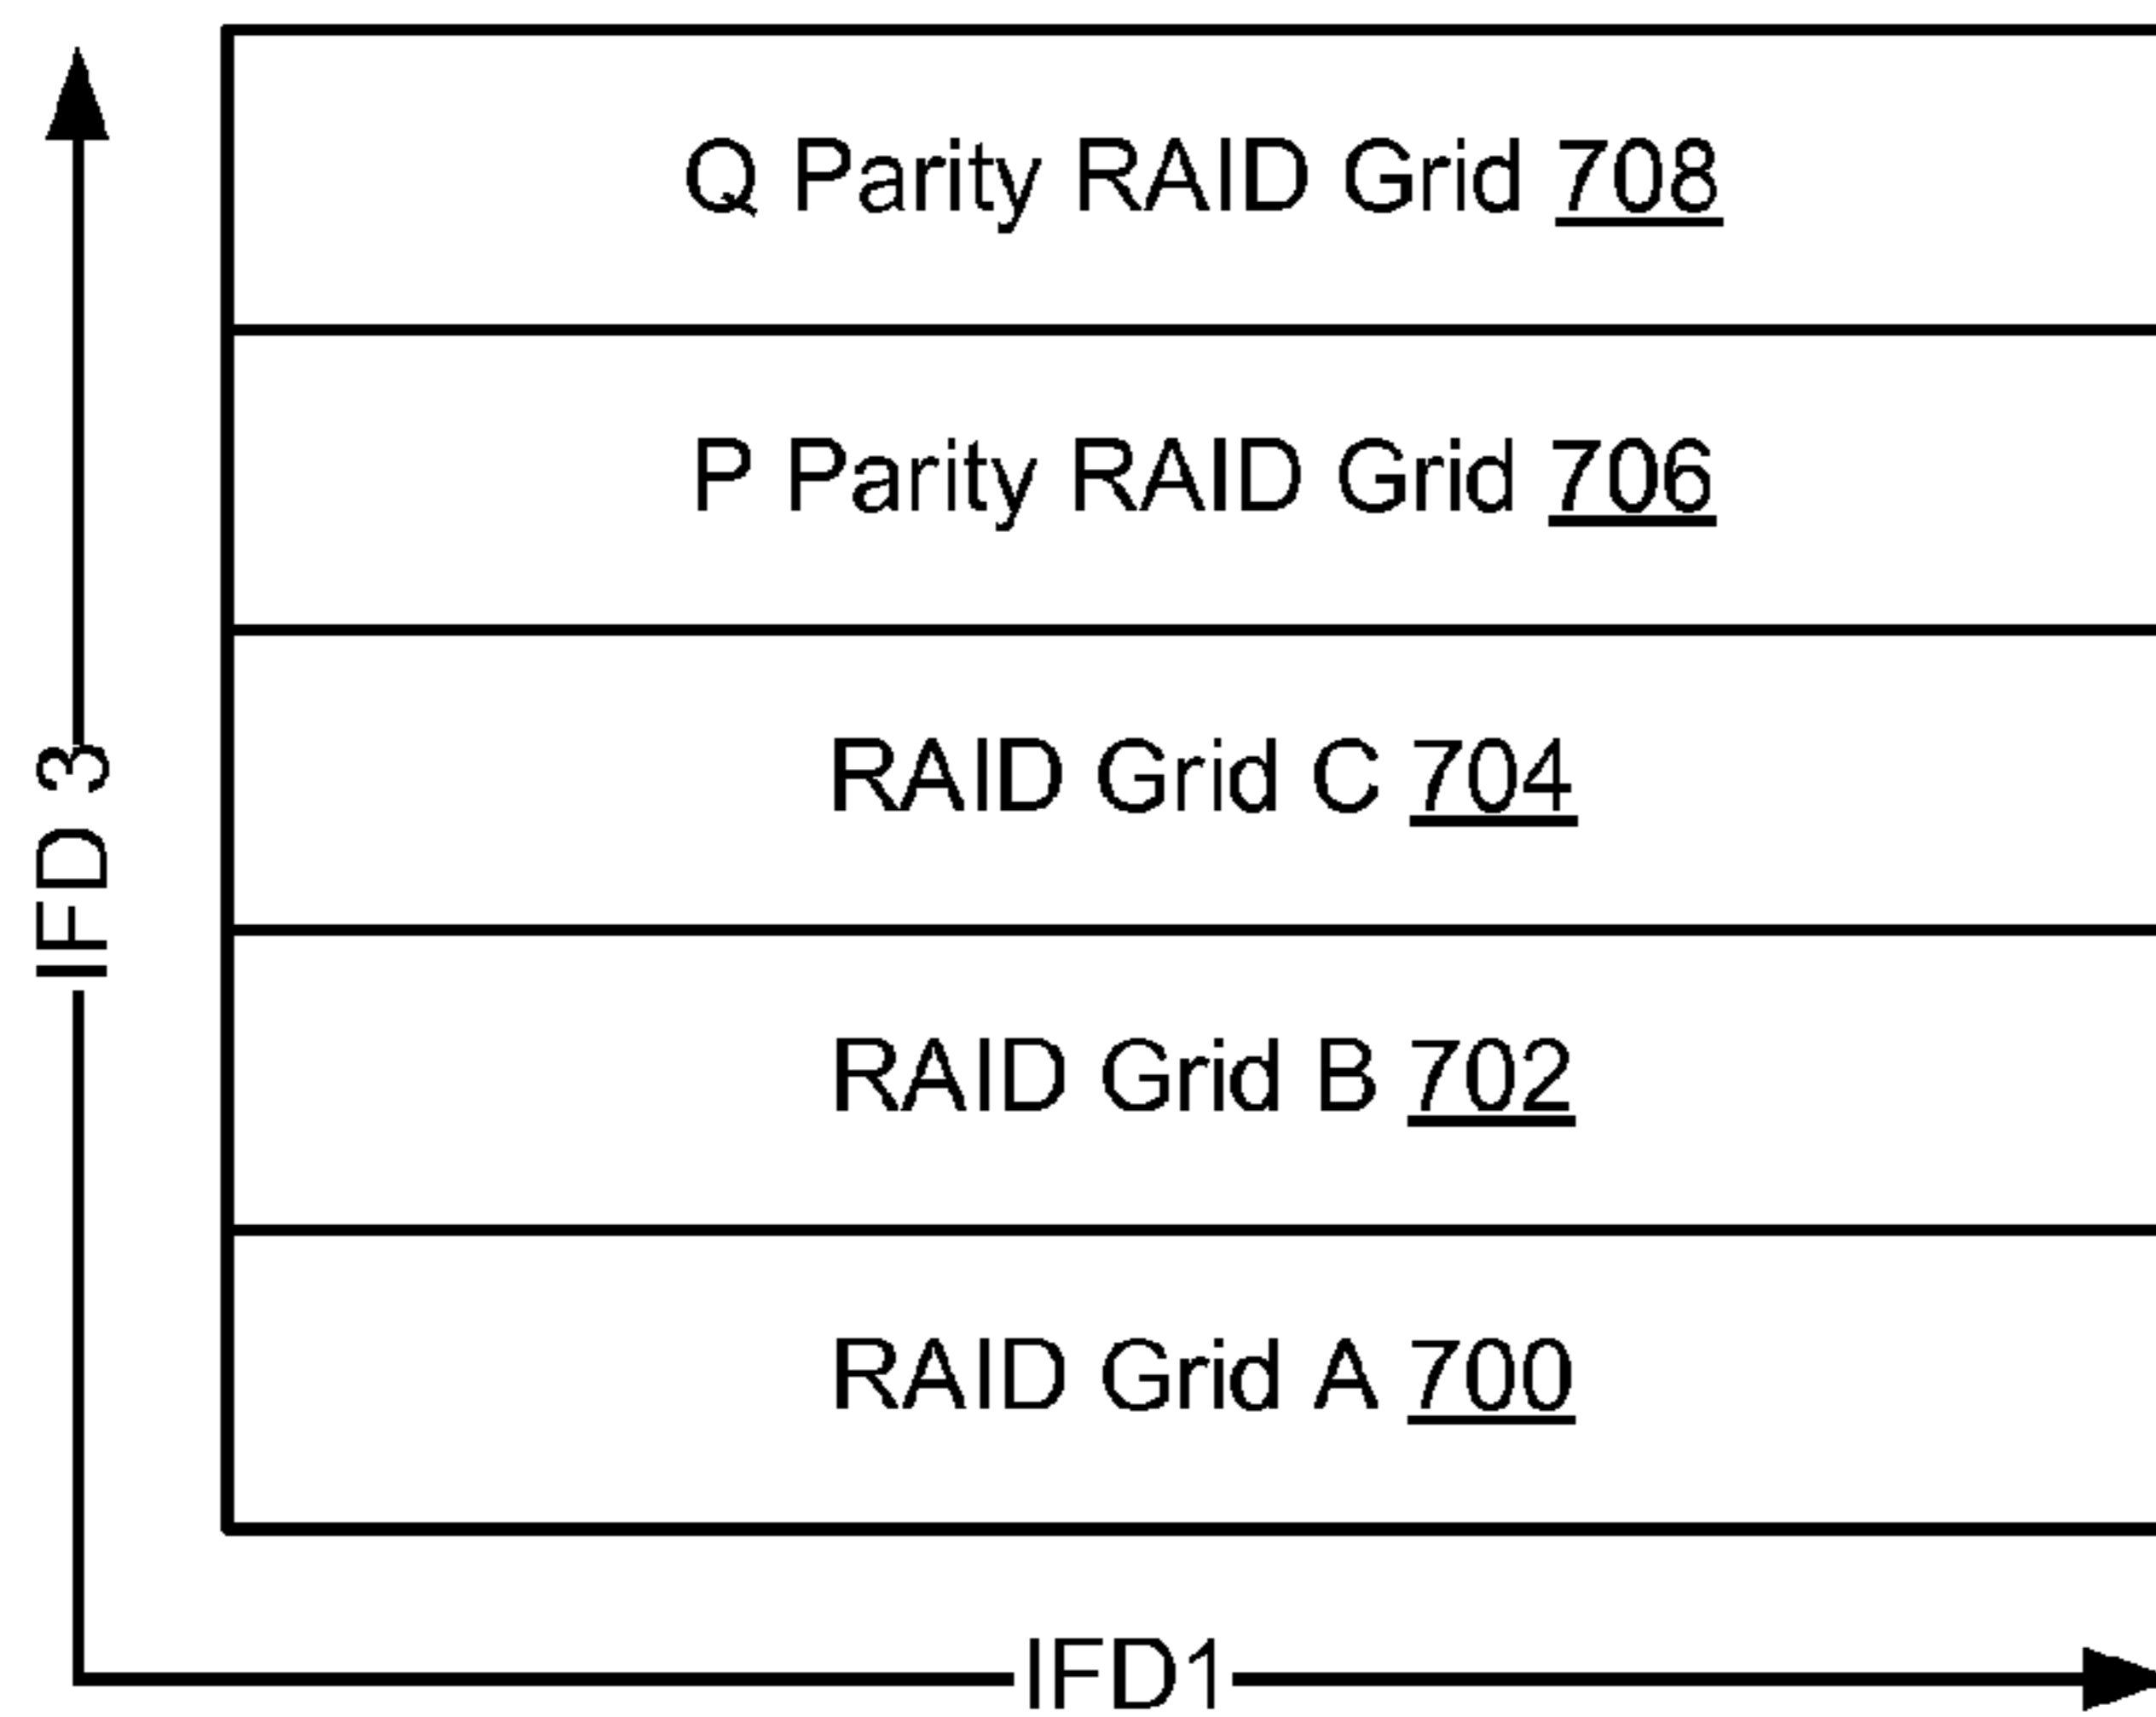 Q Parity RAID Grid 708
P Parity RAID Grid 706
IFD 3
RAID Grid C 704
RAID Grid B 702
RAID Grid A 700
IFD1